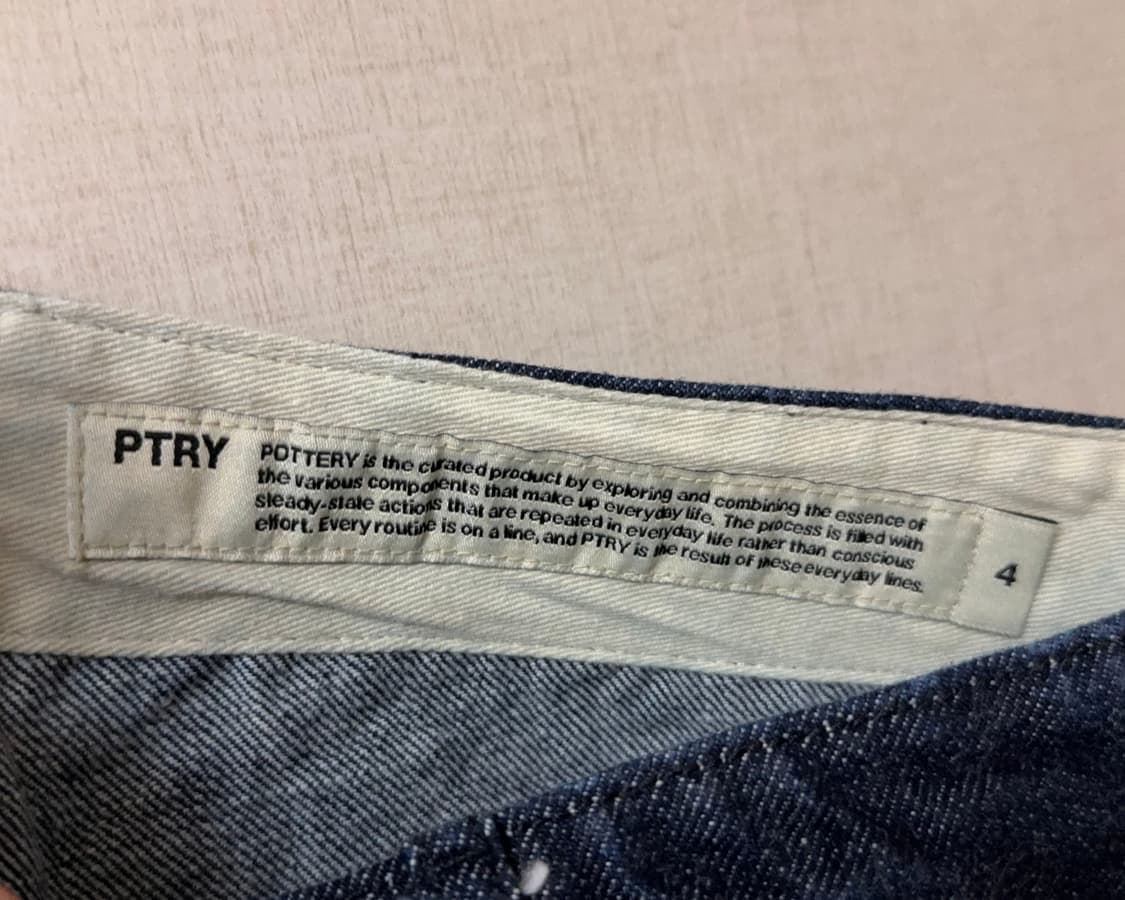 PTRY
POTTERY is the curated product by exploring and combining the essence of
the various components that make up everyday life. The process is filled with
steady-state actions that are repeated in everyday life rather than conscious
effort. Every routine is on a line, and PTRY is the result of these everyday lines.
4